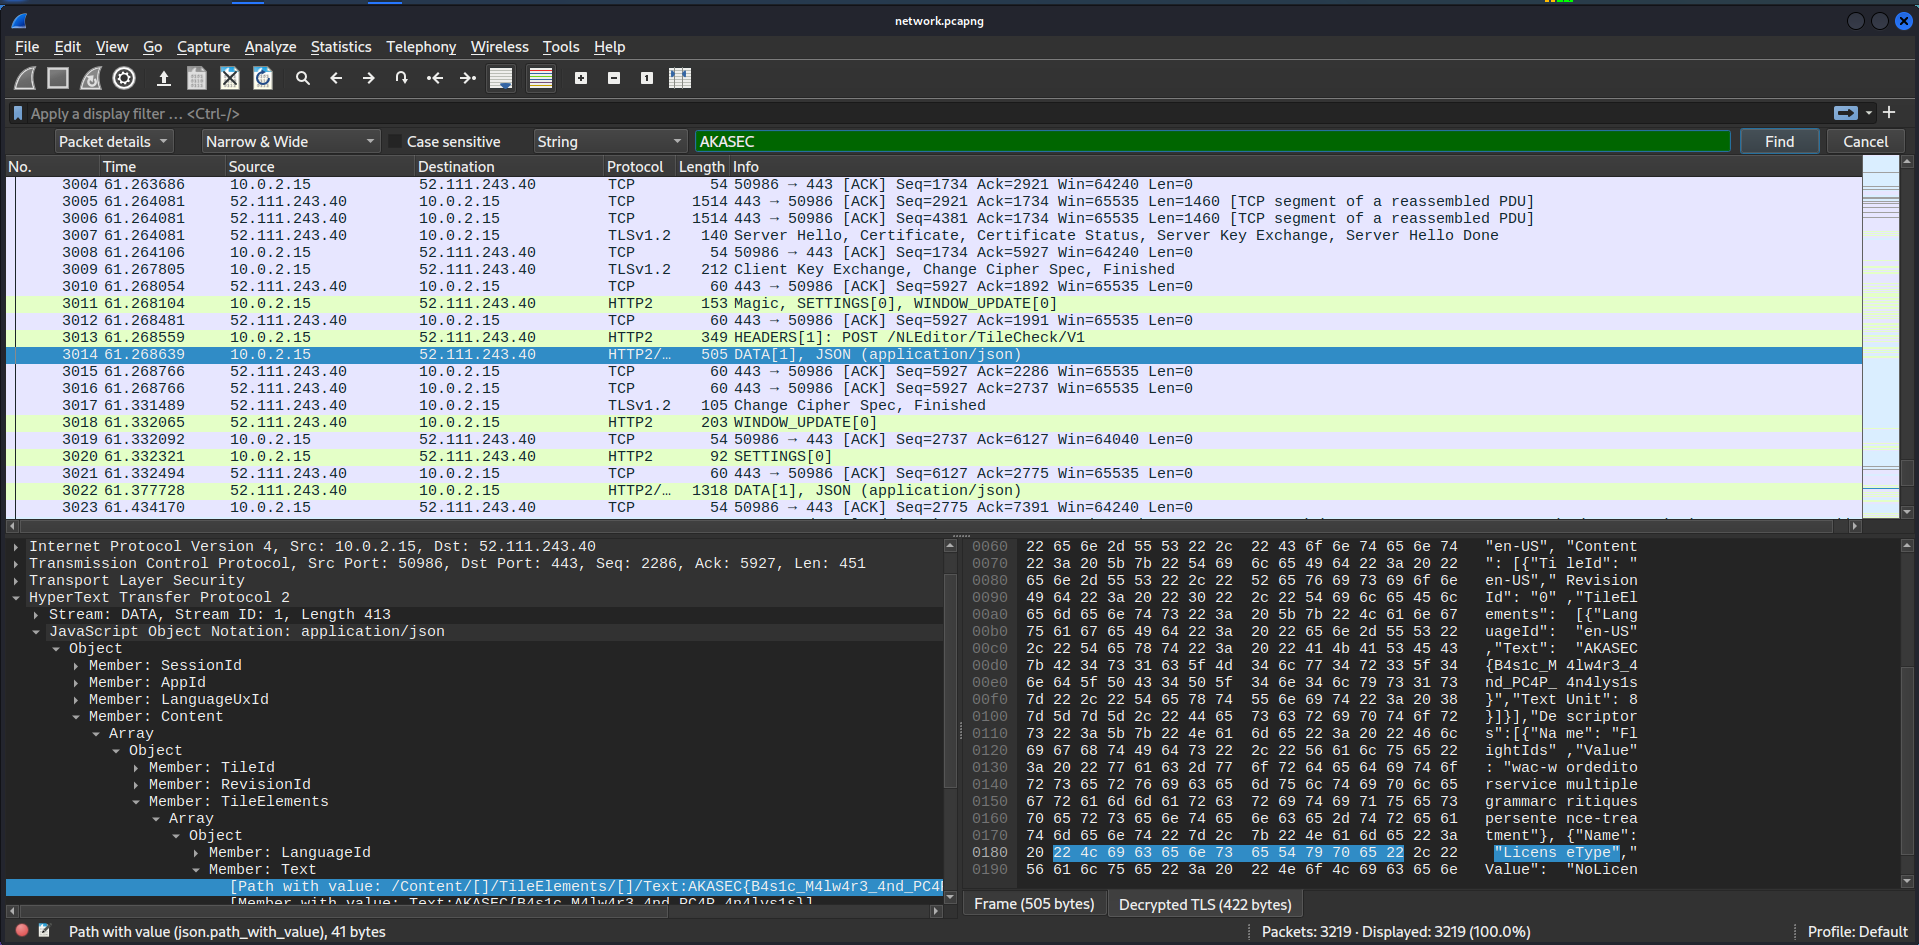 network.pcapng
File Edit View Go Capture Analyze Statistics Telephony Wireless Tools Help
Apply a display filter … <Ctrl-/>
Packet details Narrow & Wide Case sensitive String AKASEC Find Cancel
No. Time Source Destination Protocol Length Info
3004 61.263686 10.0.2.15 52.111.243.40 TCP 54 50986 → 443 [ACK] Seq=1734 Ack=2921 Win=64240 Len=0
3005 61.264081 52.111.243.40 10.0.2.15 TCP 1514 443 → 50986 [ACK] Seq=2921 Ack=1734 Win=65535 Len=1460 [TCP segment of a reassembled PDU]
3006 61.264081 52.111.243.40 10.0.2.15 TCP 1514 443 → 50986 [ACK] Seq=4381 Ack=1734 Win=65535 Len=1460 [TCP segment of a reassembled PDU]
3007 61.264081 52.111.243.40 10.0.2.15 TLSv1.2 140 Server Hello, Certificate, Certificate Status, Server Key Exchange, Server Hello Done
3008 61.264106 10.0.2.15 52.111.243.40 TCP 54 50986 → 443 [ACK] Seq=1734 Ack=5927 Win=64240 Len=0
3009 61.267805 10.0.2.15 52.111.243.40 TLSv1.2 212 Client Key Exchange, Change Cipher Spec, Finished
3010 61.268054 52.111.243.40 10.0.2.15 TCP 60 443 → 50986 [ACK] Seq=5927 Ack=1892 Win=65535 Len=0
3011 61.268104 10.0.2.15 52.111.243.40 HTTP2 153 Magic, SETTINGS[0], WINDOW_UPDATE[0]
3012 61.268481 52.111.243.40 10.0.2.15 TCP 60 443 → 50986 [ACK] Seq=5927 Ack=1991 Win=65535 Len=0
3013 61.268559 10.0.2.15 52.111.243.40 HTTP2 349 HEADERS[1]: POST /NLEditor/TileCheck/V1
3014 61.268639 10.0.2.15 52.111.243.40 HTTP2/… 505 DATA[1], JSON (application/json)
3015 61.268766 52.111.243.40 10.0.2.15 TCP 60 443 → 50986 [ACK] Seq=5927 Ack=2286 Win=65535 Len=0
3016 61.268766 52.111.243.40 10.0.2.15 TCP 60 443 → 50986 [ACK] Seq=5927 Ack=2737 Win=65535 Len=0
3017 61.331489 52.111.243.40 10.0.2.15 TLSv1.2 105 Change Cipher Spec, Finished
3018 61.332065 52.111.243.40 10.0.2.15 HTTP2 203 WINDOW_UPDATE[0]
3019 61.332092 10.0.2.15 52.111.243.40 TCP 54 50986 → 443 [ACK] Seq=2737 Ack=6127 Win=64040 Len=0
3020 61.332321 10.0.2.15 52.111.243.40 HTTP2 92 SETTINGS[0]
3021 61.332494 52.111.243.40 10.0.2.15 TCP 60 443 → 50986 [ACK] Seq=6127 Ack=2775 Win=65535 Len=0
3022 61.377728 52.111.243.40 10.0.2.15 HTTP2/… 1318 DATA[1], JSON (application/json)
3023 61.434170 10.0.2.15 52.111.243.40 TCP 54 50986 → 443 [ACK] Seq=2775 Ack=7391 Win=64240 Len=0
Internet Protocol Version 4, Src: 10.0.2.15, Dst: 52.111.243.40
Transmission Control Protocol, Src Port: 50986, Dst Port: 443, Seq: 2286, Ack: 5927, Len: 451
Transport Layer Security
HyperText Transfer Protocol 2
Stream: DATA, Stream ID: 1, Length 413
JavaScript Object Notation: application/json
Object
Member: SessionId
Member: AppId
Member: LanguageUxId
Member: Content
Array
Object
Member: TileId
Member: RevisionId
Member: TileElements
Array
Object
Member: LanguageId
Member: Text
[Path with value: /Content/[]/TileElements/[]/Text:AKASEC{B4s1c_M4lw4r3_4nd_PC4
[Member with value: Text:AKASEC{B4s1c_M4lw4r3_4nd_PC4P_4n4lys1s}]
0060 22 65 6e 2d 55 53 22 2c 22 43 6f 6e 74 65 6e 74 "en-US", "Content
0070 22 3a 20 5b 7b 22 54 69 6c 65 49 64 22 3a 20 22 ": [{"Ti leId": "
0080 65 6e 2d 55 53 22 2c 22 52 65 76 69 73 69 6f 6e en-US"," Revision
0090 49 64 22 3a 20 22 30 22 2c 22 54 69 6c 65 45 6c Id": "0" ,"TileEl
00a0 65 6d 65 6e 74 73 22 3a 20 5b 7b 22 4c 61 6e 67 ements": [{"Lang
00b0 75 61 67 65 49 64 22 3a 20 22 65 6e 2d 55 53 22 uageId": "en-US"
00c0 2c 22 54 65 78 74 22 3a 20 22 41 4b 41 53 45 43 ,"Text": "AKASEC
00d0 7b 42 34 73 31 63 5f 4d 34 6c 77 34 72 33 5f 34 {B4s1c_M 4lw4r3_4
00e0 6e 64 5f 50 43 34 50 5f 34 6e 34 6c 79 73 31 73 nd_PC4P_ 4n4lys1s
00f0 7d 22 2c 22 54 65 78 74 55 6e 69 74 22 3a 20 38 }","Text Unit": 8
0100 7d 5d 7d 5d 2c 22 44 65 73 63 72 69 70 74 6f 72 }]}],"De scriptor
0110 73 22 3a 5b 7b 22 4e 61 6d 65 22 3a 20 22 46 6c s":[{"Na me": "Fl
0120 69 67 68 74 49 64 73 22 2c 22 56 61 6c 75 65 22 ightIds" ,"Value"
0130 3a 20 22 77 61 63 2d 77 6f 72 64 65 64 69 74 6f : "wac-w ordedito
0140 72 73 65 72 76 69 63 65 6d 75 6c 74 69 70 6c 65 rservice multiple
0150 67 72 61 6d 6d 61 72 63 72 69 74 69 71 75 65 73 grammarc ritiques
0160 70 65 72 73 65 6e 74 65 6e 63 65 2d 74 72 65 61 persente nce-trea
0170 74 6d 65 6e 74 22 7d 2c 7b 22 4e 61 6d 65 22 3a tment"}, {"Name":
0180 20 22 4c 69 63 65 6e 73 65 54 79 70 65 22 2c 22 "Licens eType","
0190 56 61 6c 75 65 22 3a 20 22 4e 6f 4c 69 63 65 6e Value": "NoLicen
Frame (505 bytes) Decrypted TLS (422 bytes)
Path with value (json.path_with_value), 41 bytes Packets: 3219 · Displayed: 3219 (100.0%) Profile: Default